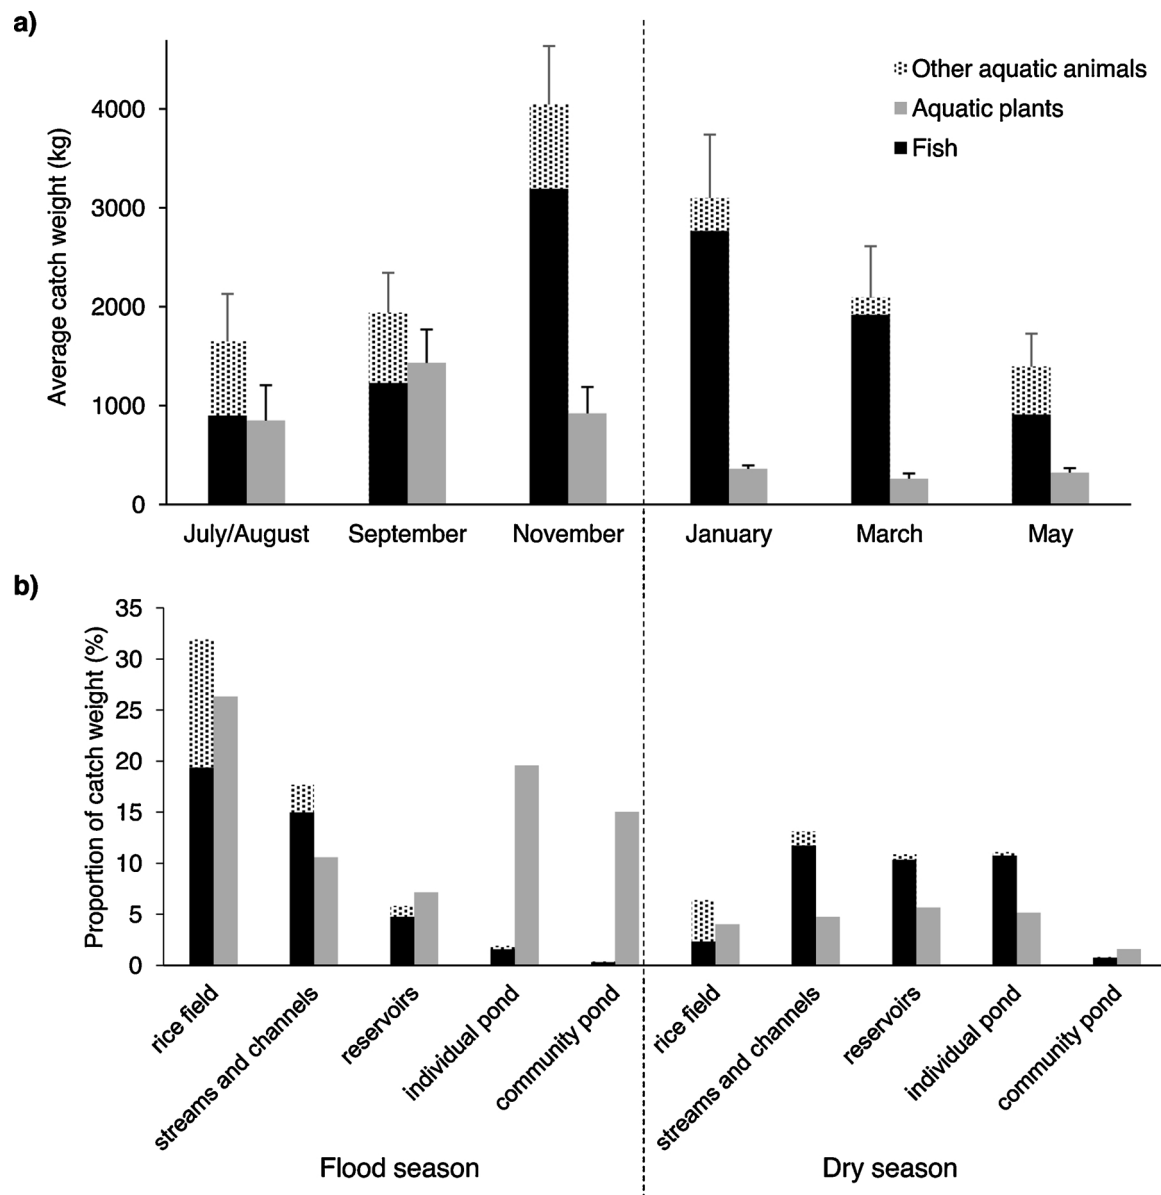 a)
Average catch weight (kg)
4000
3000
2000
1000
0
Other aquatic animals
Aquatic plants
Fish
July/August
September
November
January
March
May
b)
Proportion of catch weight (%)
35
30
25
20
15
10
5
0
rice field
streams and channels
reservoirs
individual pond
community pond
rice field
streams and channels
reservoirs
individual pond
community pond
Flood season
Dry season